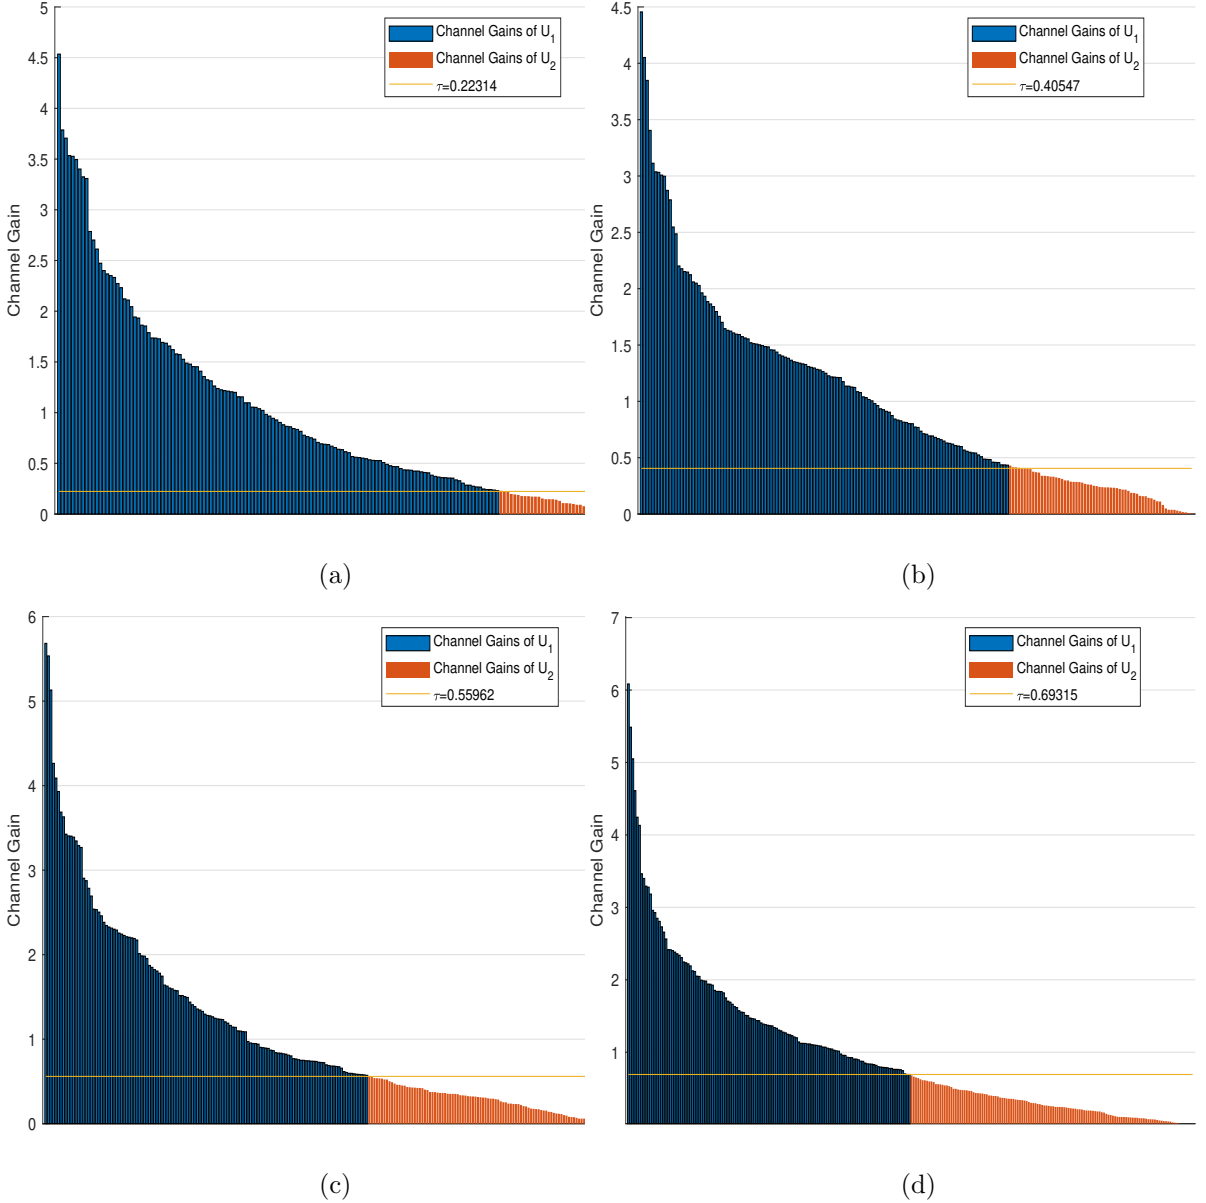 5
4.5
4
3.5
3
2.5
2
1.5
1
0.5
0
Channel Gain
Channel Gains of U1
Channel Gains of U2
τ=0.22314
(a)
4.5
4
3.5
3
2.5
2
1.5
1
0.5
0
Channel Gain
Channel Gains of U1
Channel Gains of U2
τ=0.40547
(b)
6
5
4
3
2
1
0
Channel Gain
Channel Gains of U1
Channel Gains of U2
τ=0.55962
(c)
7
6
5
4
3
2
1
Channel Gain
Channel Gains of U1
Channel Gains of U2
τ=0.69315
(d)